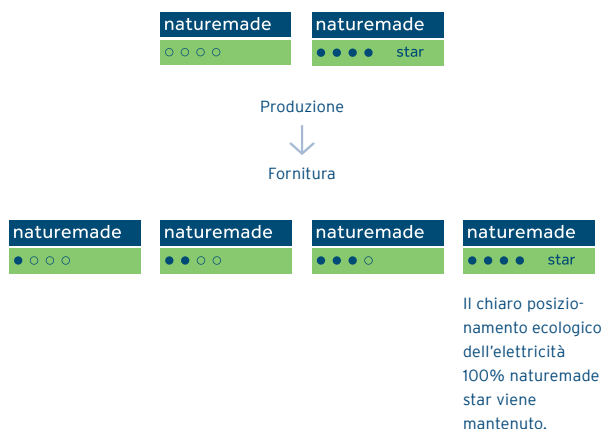 naturemade
naturemade
star
Produzione
Fornitura
naturemade
naturemade
naturemade
naturemade
star
Il chiaro posizio-
namento ecologico
dell'elettricità
100% naturemade
star viene
mantenuto.